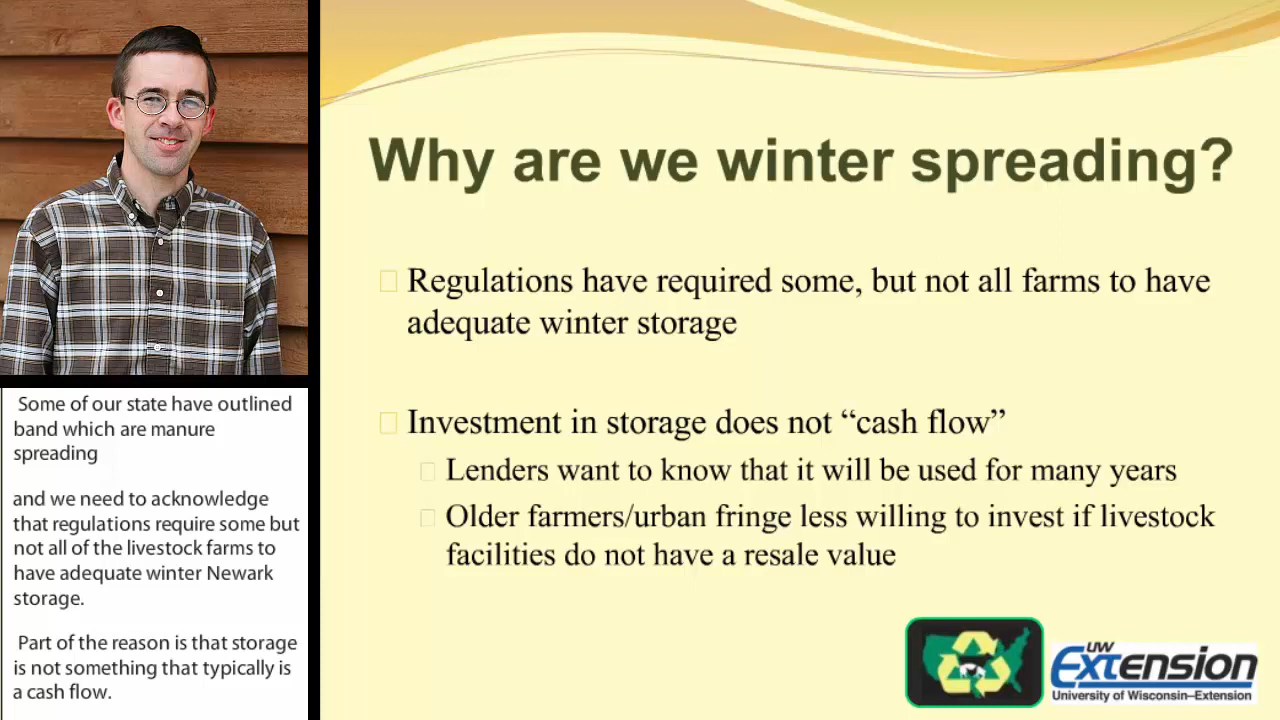 Why are we winter spreading?
Regulations have required some, but not all farms to have
adequate winter storage
Investment in storage does not “cash flow”
Lenders want to know that it will be used for many years
Older farmers/urban fringe less willing to invest if livestock
facilities do not have a resale value
Some of our state have outlined
band which are manure
spreading
and we need to acknowledge
that regulations require some but
not all of the livestock farms to
have adequate winter Newark
storage.
Part of the reason is that storage
is not something that typically is
a cash flow.
UW
Extension
University of Wisconsin–Extension